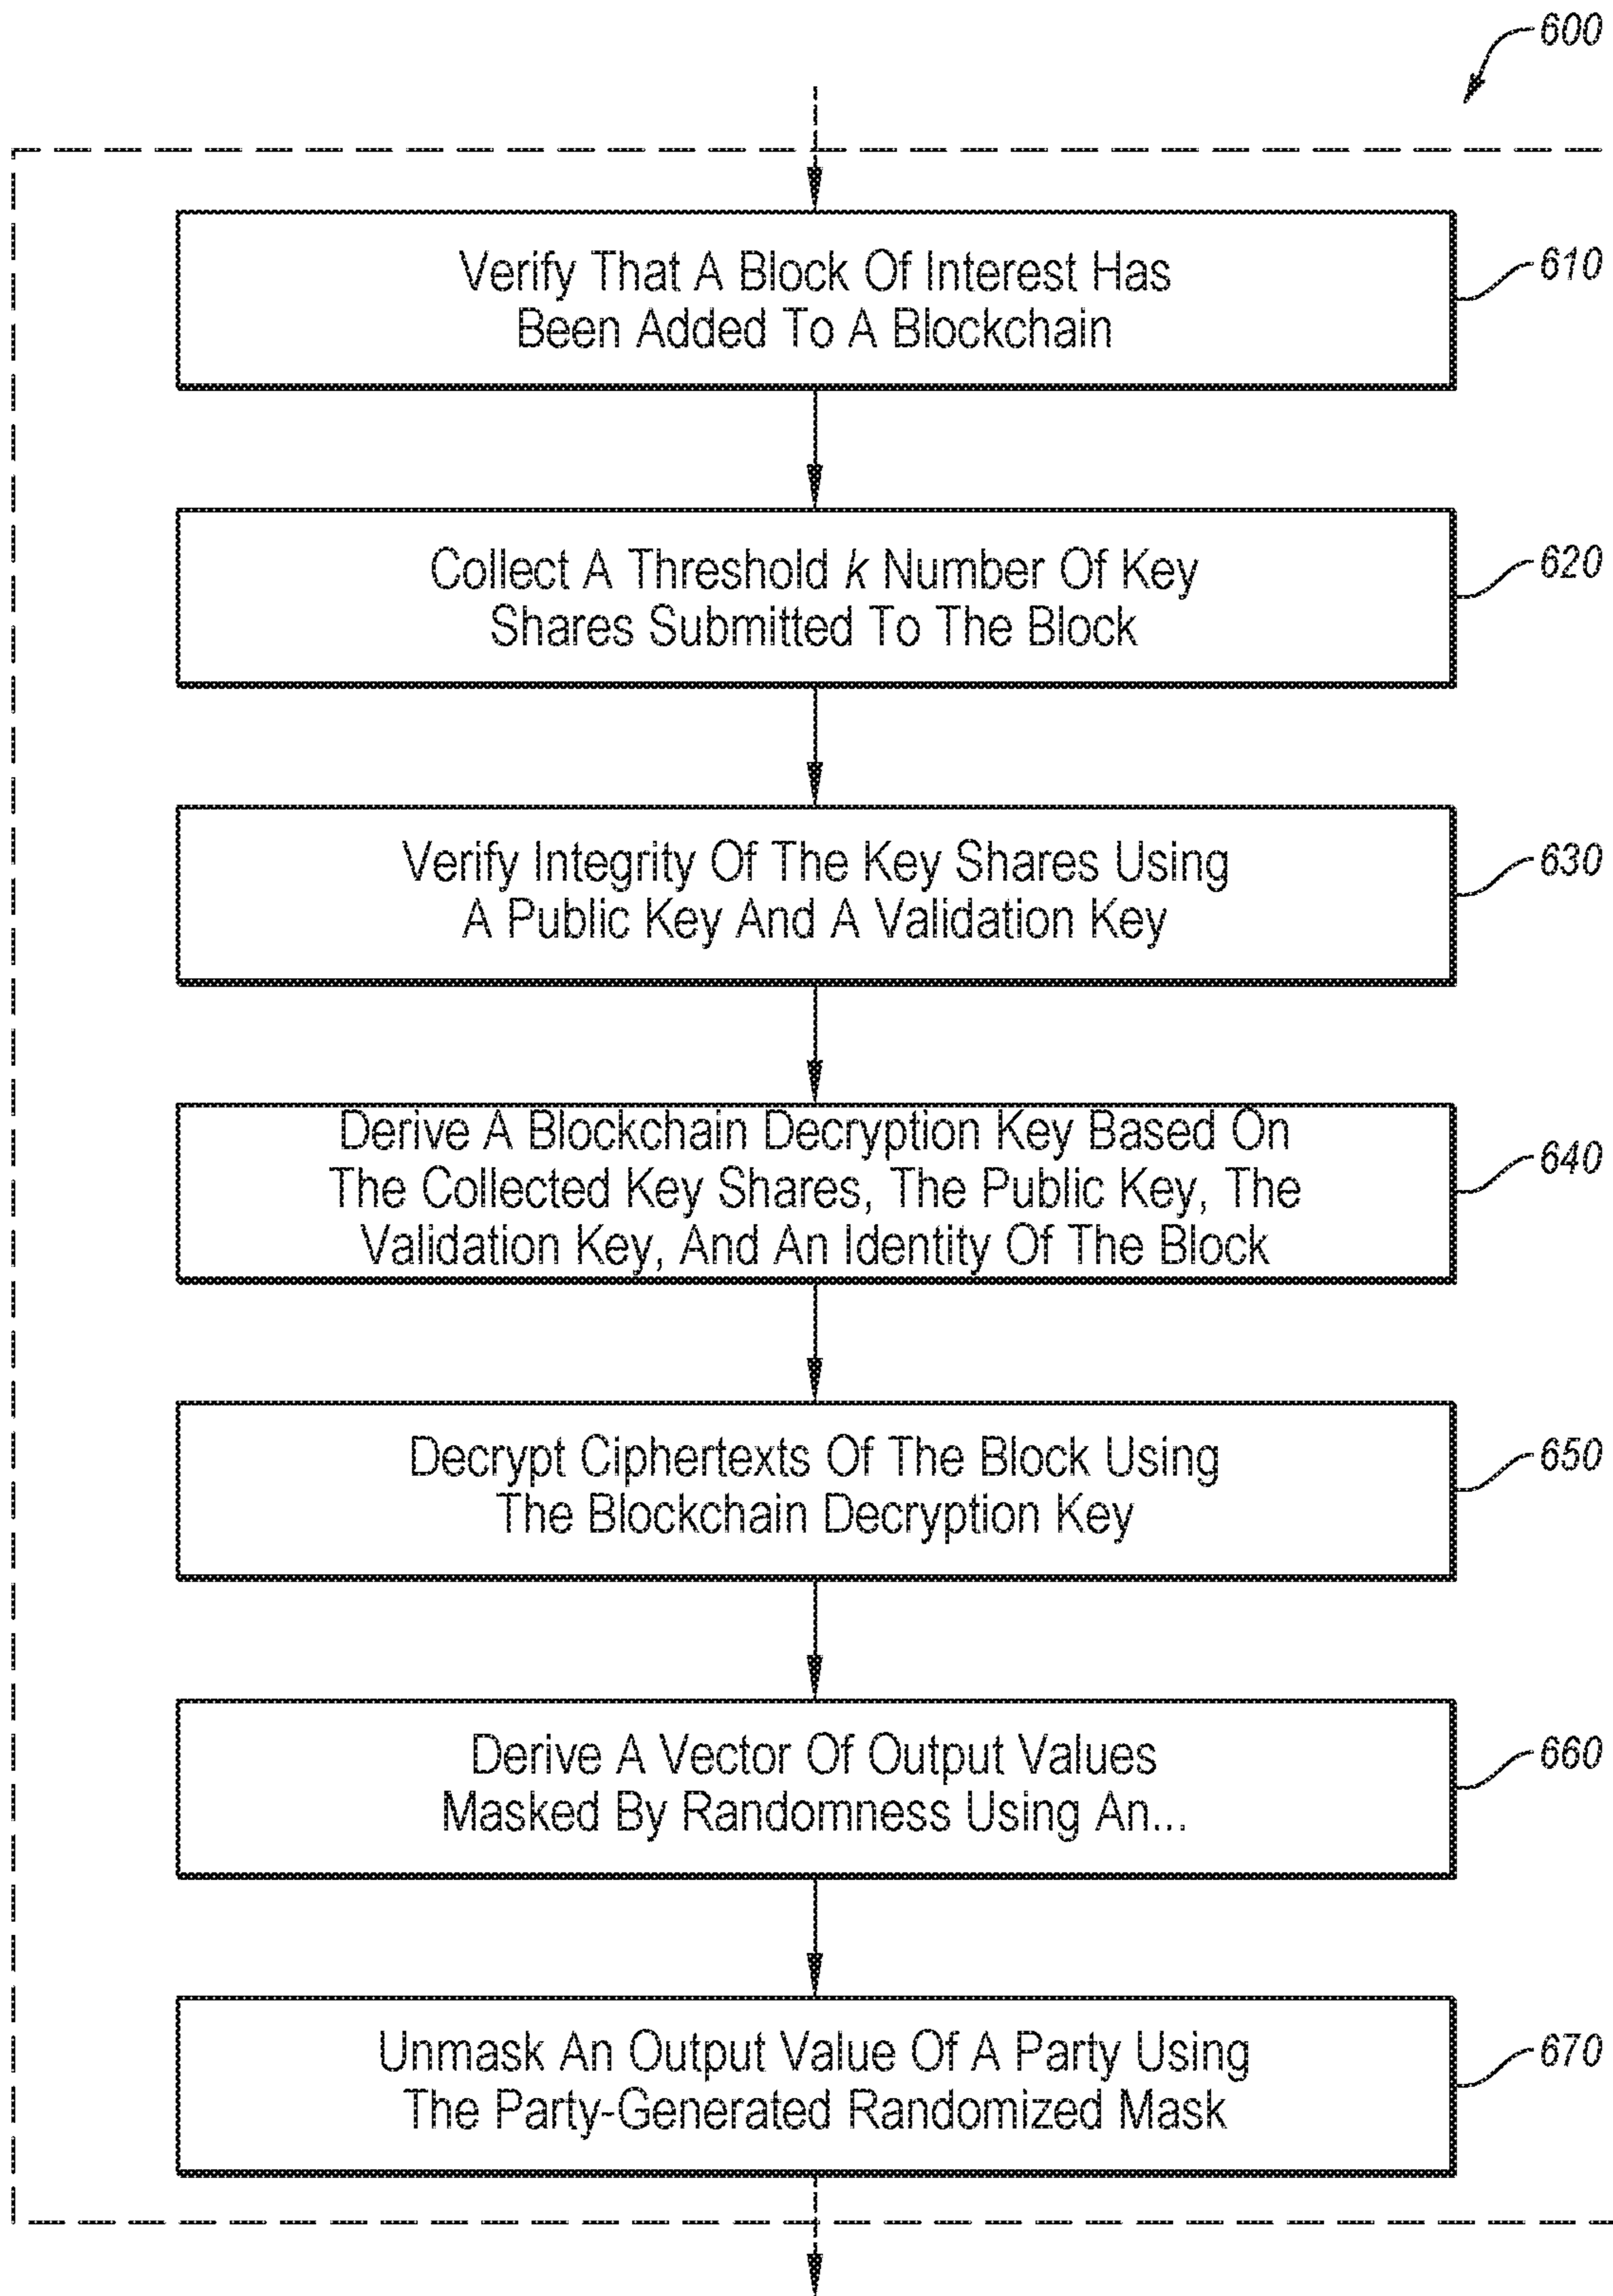 600
Verify That A Block Of Interest Has
Been Added To A Blockchain
610
Collect A Threshold k Number Of Key
Shares Submitted To The Block
620
Verify Integrity Of The Key Shares Using
A Public Key And A Validation Key
630
Derive A Blockchain Decryption Key Based On
The Collected Key Shares, The Public Key, The
Validation Key, And An Identity Of The Block
640
Decrypt Ciphertexts Of The Block Using
The Blockchain Decryption Key
650
Derive A Vector Of Output Values
Masked By Randomness Using An...
660
Unmask An Output Value Of A Party Using
The Party-Generated Randomized Mask
670